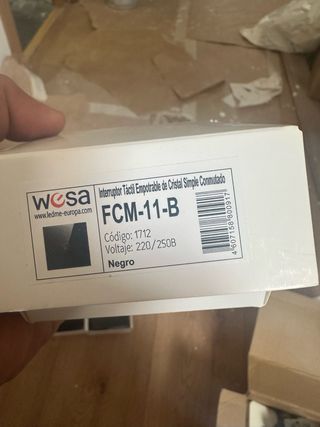 Interruptor Táctil Empotrable de Cristal Simple Conmutado
wesa
www.ledme-europa.com
FCM-11-B
Código: 1712
Voltaje: 220/250B
Negro
4607158800917